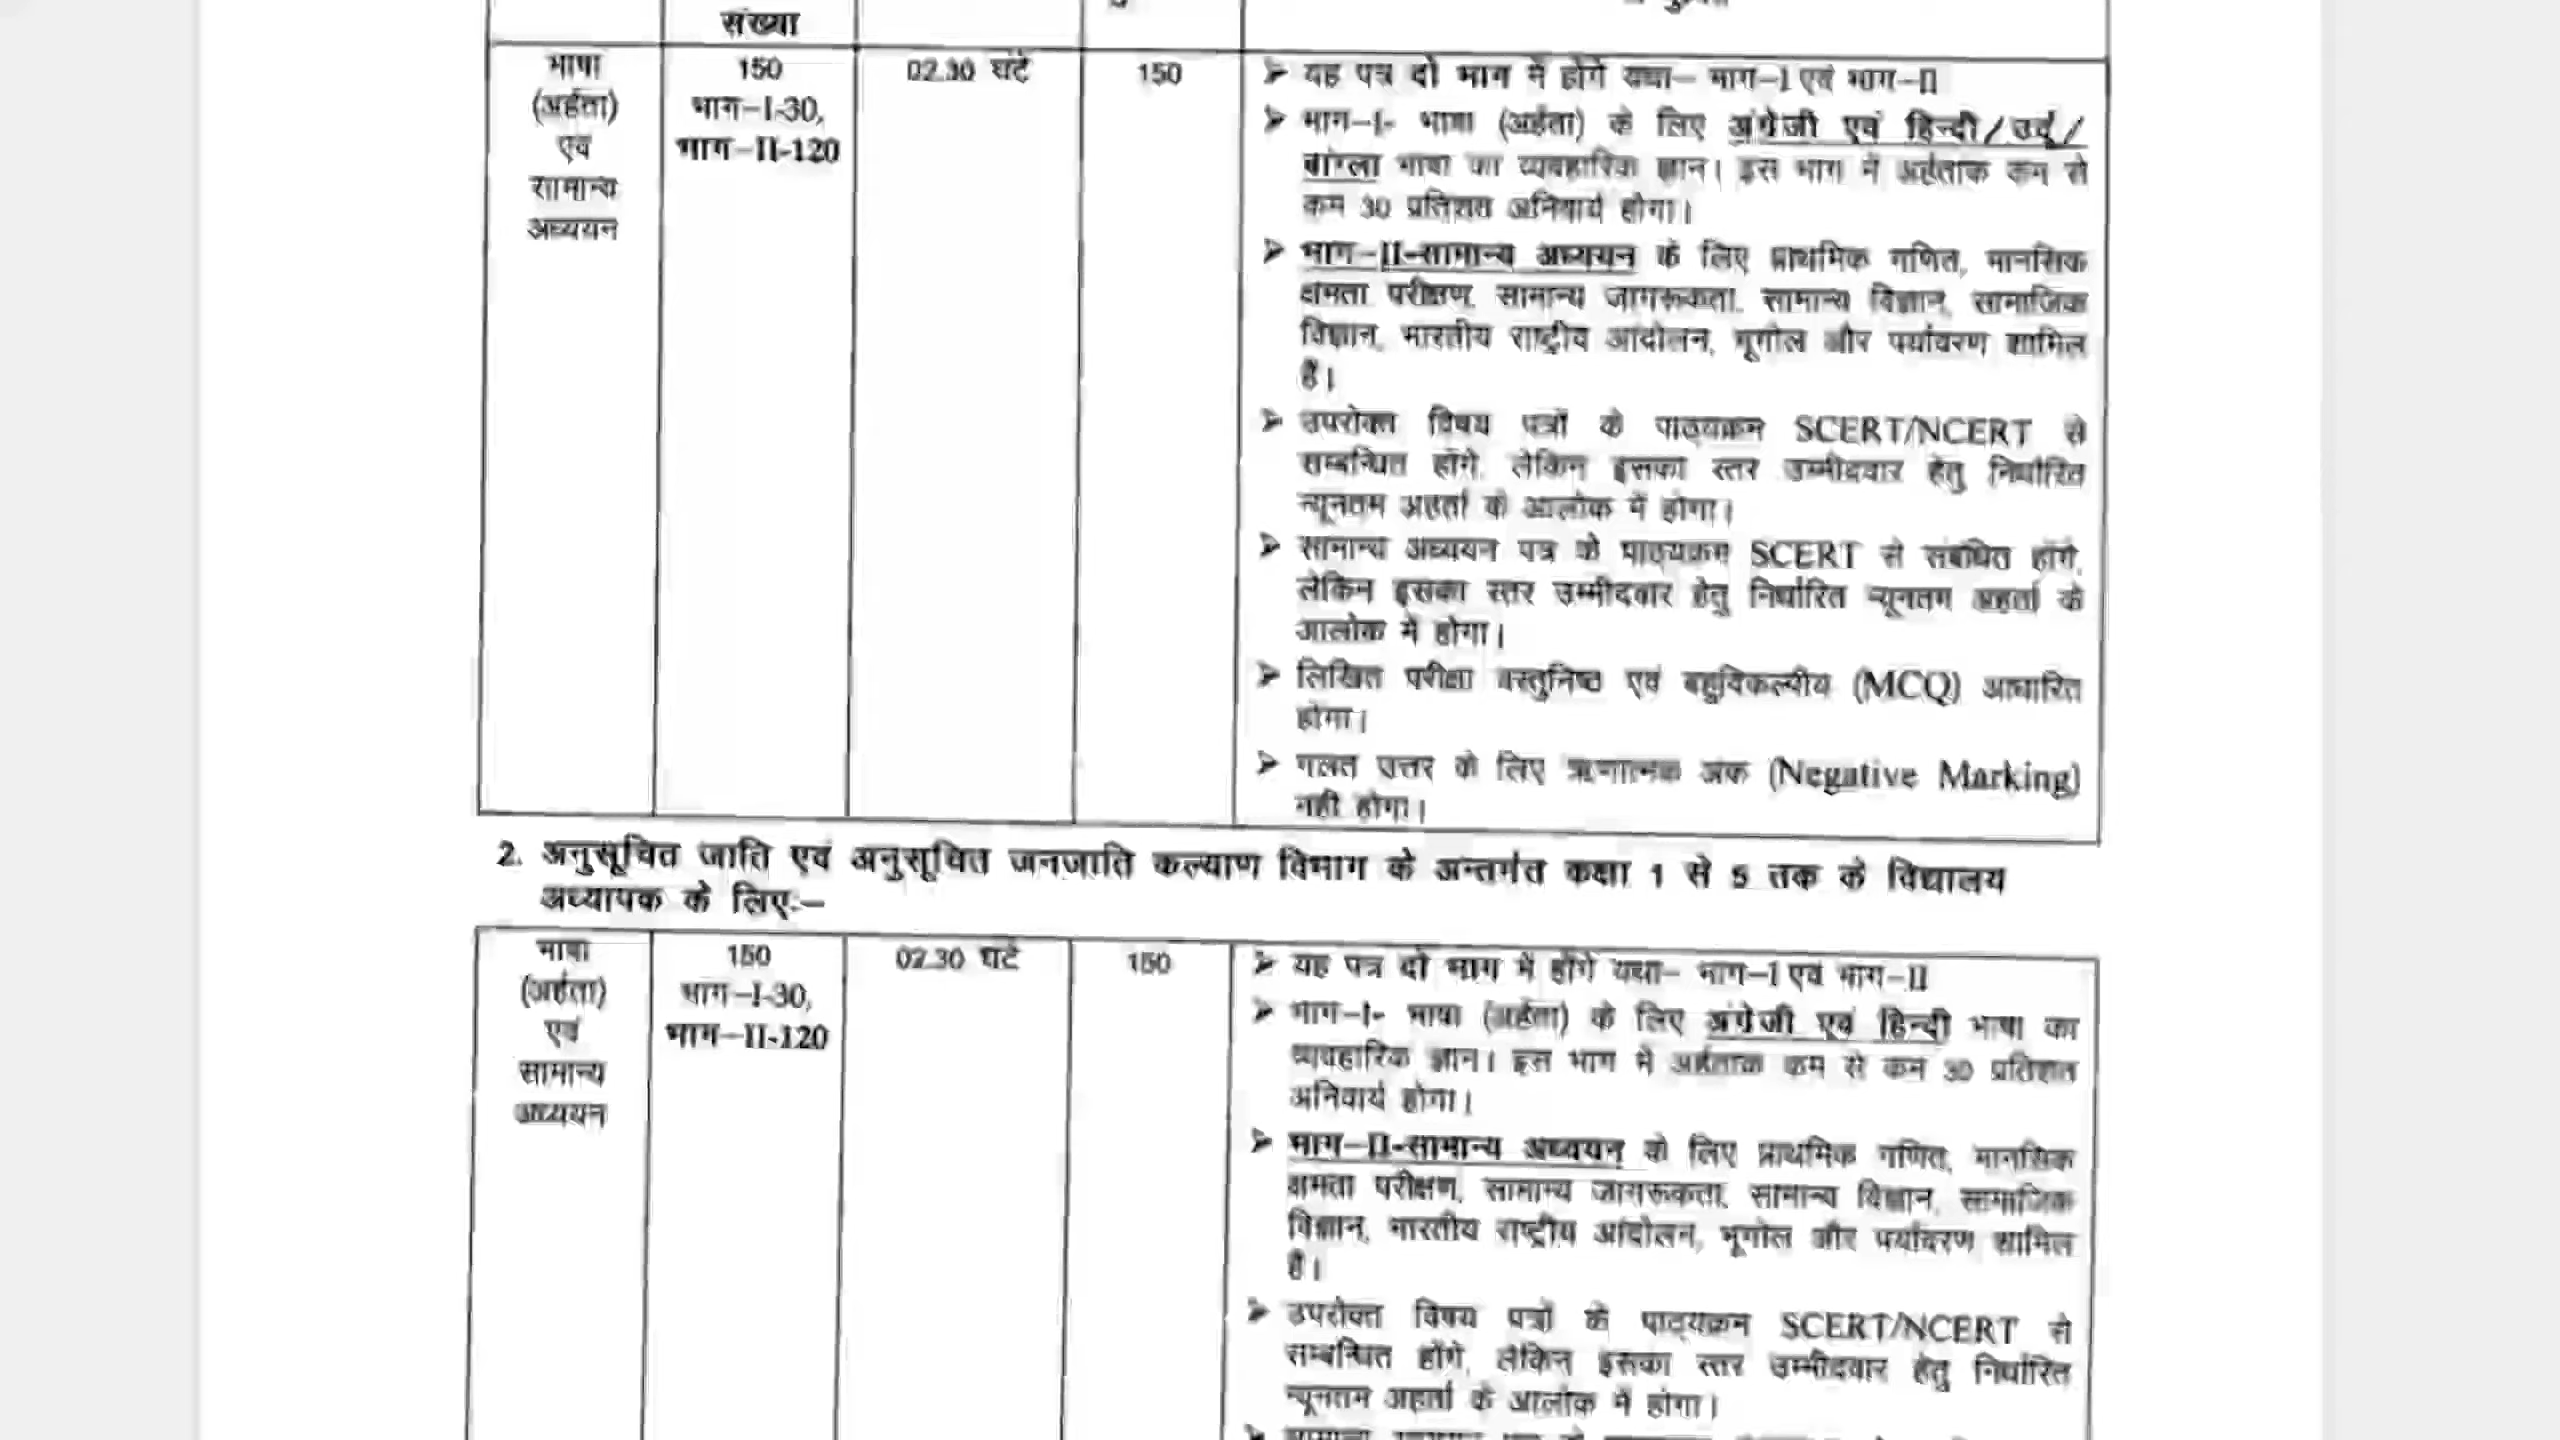 संख्या
भाषा
(अर्हता)
एवं
सामान्य
अध्ययन
150
भाग-I-30,
भाग-II-120
02.30 घंटे
150
➢ यह पत्र दो भाग में होंगे यथा- भाग-I एवं भाग-II
➢ भाग-I- भाषा (अर्हता) के लिए अंग्रेजी एवं हिन्दी/उर्दू/
बांग्ला भाषा का व्यवहारिक ज्ञान। इस भाग में अर्हतांक कम से
कम 30 प्रतिशत अनिवार्य होगा।
➢ भाग-II-सामान्य अध्ययन के लिए प्राथमिक गणित, मानसिक
क्षमता परीक्षण, सामान्य जागरूकता, सामान्य विज्ञान, सामाजिक
विज्ञान, भारतीय राष्ट्रीय आंदोलन, भूगोल और पर्यावरण शामिल
है।
➢ उपरोक्त विषय पत्रों के पाठ्यक्रम SCERT/NCERT से
सम्बन्धित होंगे, लेकिन इसका स्तर उम्मीदवार हेतु निर्धारित
न्यूनतम अहर्ता के आलोक में होगा।
➢ सामान्य अध्ययन पत्र के पाठ्यक्रम SCERT से संबंधित होंगे,
लेकिन इसका स्तर उम्मीदवार हेतु निर्धारित न्यूनतम अहर्ता के
आलोक में होगा।
➢ लिखित परीक्षा वस्तुनिष्ठ एवं बहुविकल्पीय (MCQ) आधारित
होगा।
➢ गलत उत्तर के लिए ऋणात्मक अंक (Negative Marking)
नहीं होगा।
2. अनुसूचित जाति एवं अनुसूचित जनजाति कल्याण विभाग के अन्तर्गत कक्षा 1 से 5 तक के विद्यालय
अध्यापक के लिए:-
भाषा
(अर्हता)
एवं
सामान्य
अध्ययन
150
भाग-I-30,
भाग-II-120
02.30 घंटे
150
➢ यह पत्र दो भाग में होंगे यथा- भाग-I एवं भाग-II
➢ भाग-I- भाषा (अर्हता) के लिए अंग्रेजी एवं हिन्दी भाषा का
व्यवहारिक ज्ञान। इस भाग में अर्हतांक कम से कम 30 प्रतिशत
अनिवार्य होगा।
➢ भाग-II-सामान्य अध्ययन के लिए प्राथमिक गणित, मानसिक
क्षमता परीक्षण, सामान्य जागरूकता, सामान्य विज्ञान, सामाजिक
विज्ञान, भारतीय राष्ट्रीय आंदोलन, भूगोल और पर्यावरण शामिल
है।
➢ उपरोक्त विषय पत्रों के पाठ्यक्रम SCERT/NCERT से
सम्बन्धित होंगे, लेकिन इसका स्तर उम्मीदवार हेतु निर्धारित
न्यूनतम अहर्ता के आलोक में होगा।